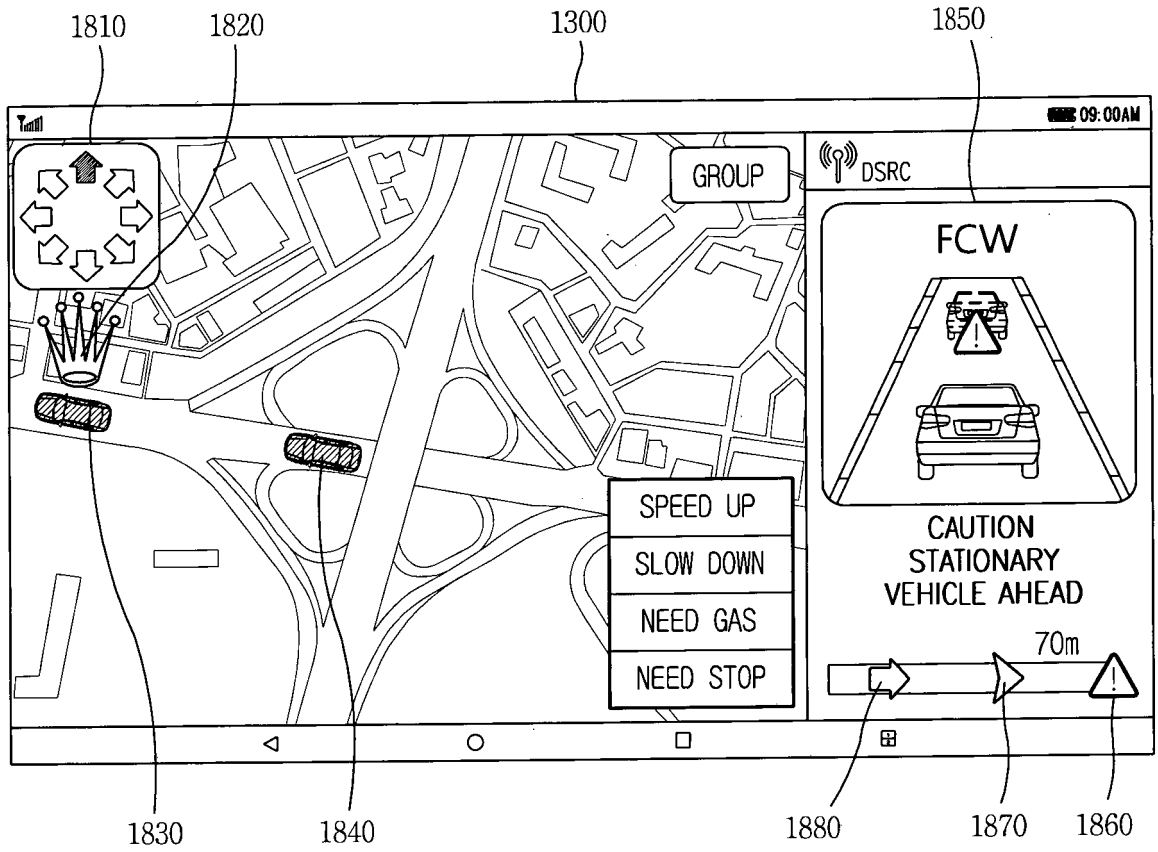 1810
1820
1300
1850
09:00AM
GROUP
DSRC
FCW
SPEED UP
SLOW DOWN
NEED GAS
NEED STOP
CAUTION
STATIONARY
VEHICLE AHEAD
70m
1830
1840
1880
1870
1860